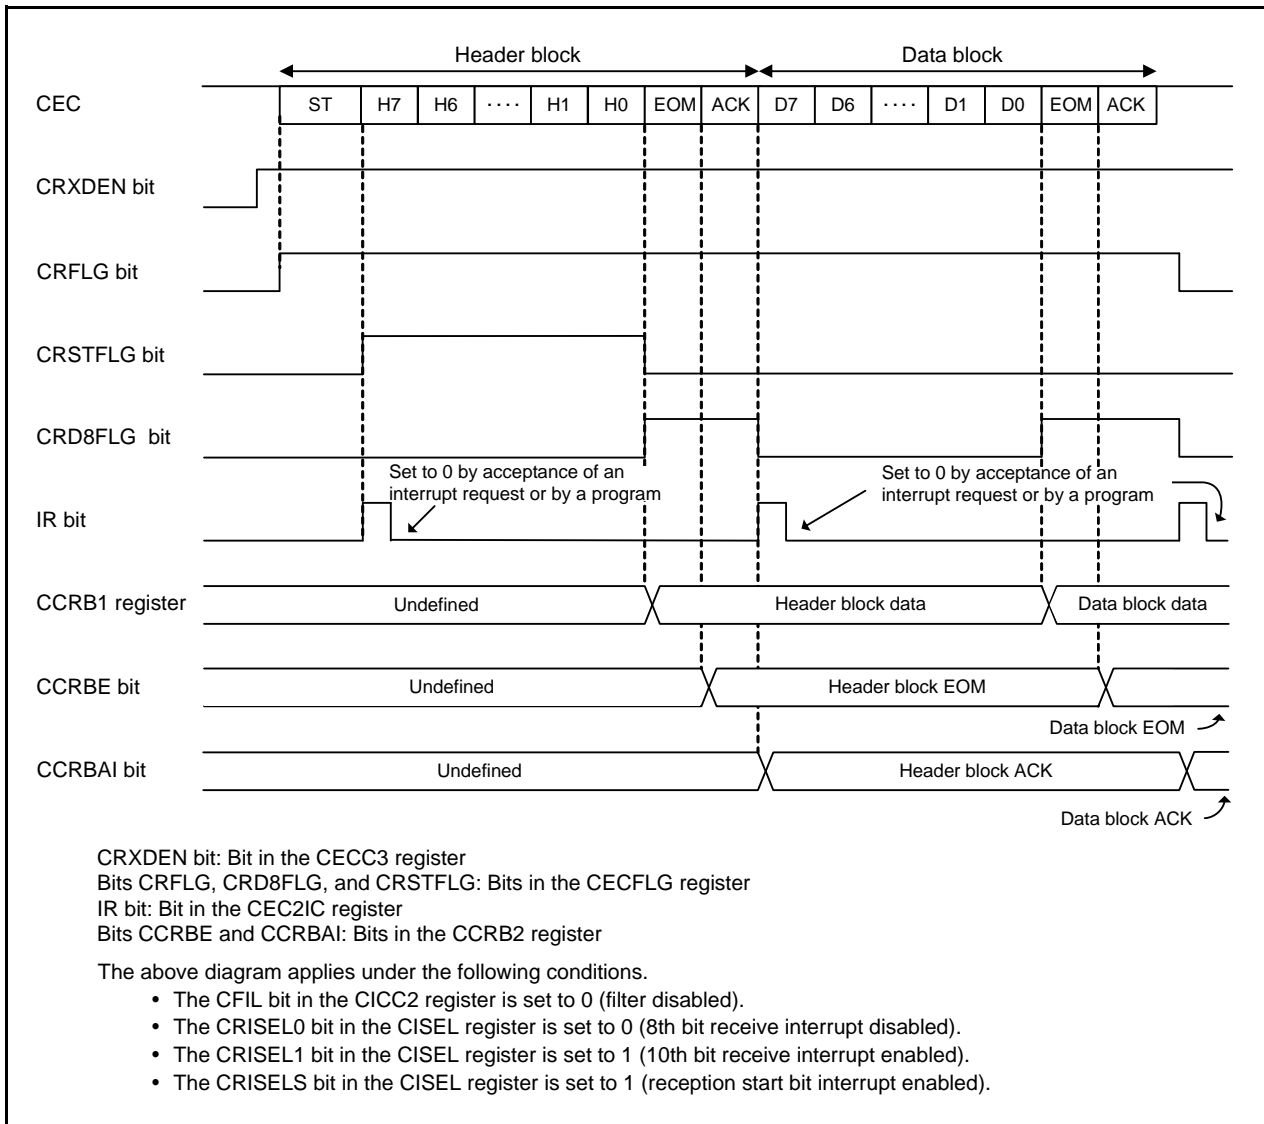 Header block Data block
CEC ST H7 H6 ···· H1 H0 EOM ACK D7 D6 ···· D1 D0 EOM ACK
CRXDEN bit
CRFLG bit
CRSTFLG bit
CRD8FLG bit
Set to 0 by acceptance of an
interrupt request or by a program
Set to 0 by acceptance of an
interrupt request or by a program
IR bit
CCRB1 register Undefined Header block data Data block data
CCRBE bit Undefined Header block EOM
Data block EOM
CCRBAI bit Undefined Header block ACK
Data block ACK
CRXDEN bit: Bit in the CECC3 register
Bits CRFLG, CRD8FLG, and CRSTFLG: Bits in the CECFLG register
IR bit: Bit in the CEC2IC register
Bits CCRBE and CCRBAI: Bits in the CCRB2 register
The above diagram applies under the following conditions.
• The CFIL bit in the CICC2 register is set to 0 (filter disabled).
• The CRISEL0 bit in the CISEL register is set to 0 (8th bit receive interrupt disabled).
• The CRISEL1 bit in the CISEL register is set to 1 (10th bit receive interrupt enabled).
• The CRISELS bit in the CISEL register is set to 1 (reception start bit interrupt enabled).